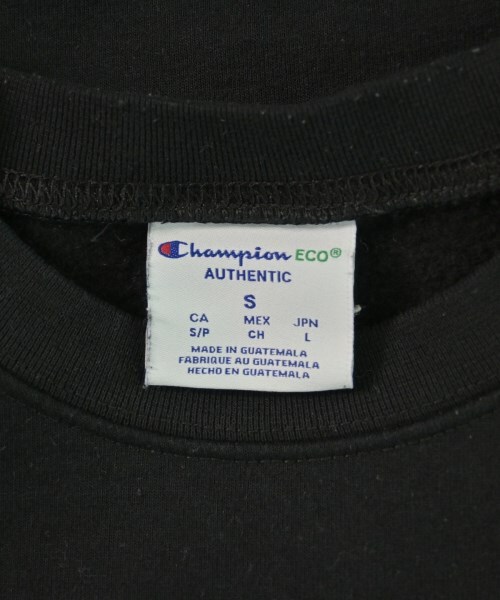 Champion ECO®
AUTHENTIC
S
CA MEX JPN
S/P CH L
MADE IN GUATEMALA
FABRIQUE AU GUATEMALA
HECHO EN GUATEMALA